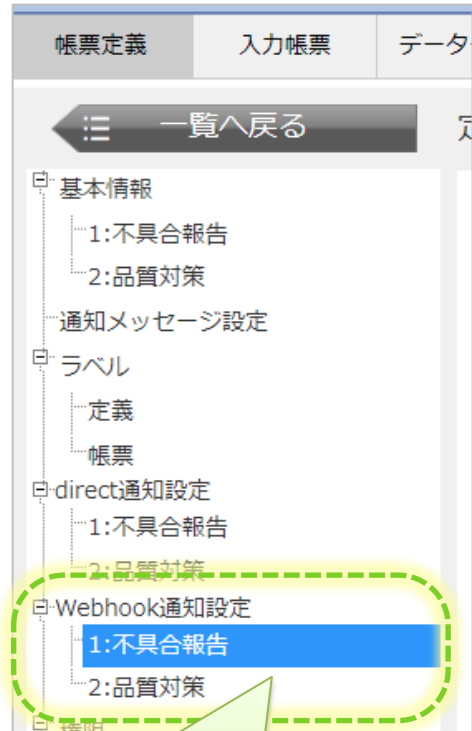 帳票定義 入力帳票 データ
一覧へ戻る 定
基本情報
1:不具合報告
2:品質対策
通知メッセージ設定
ラベル
定義
帳票
direct通知設定
1:不具合報告
2:品質対策
Webhook通知設定
1:不具合報告
2:品質対策
権限